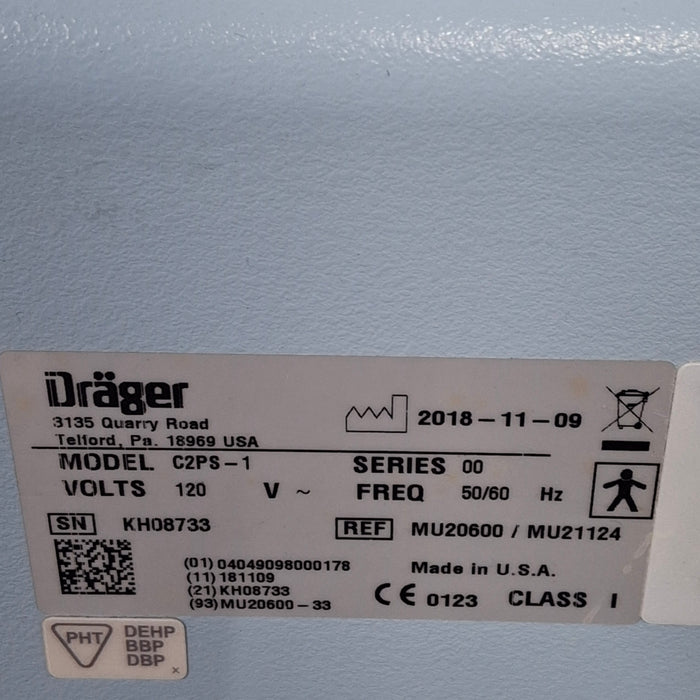 Dräger
3135 Quarry Road
Telford, Pa. 18969 USA
2018-11-09
MODEL C2PS-1 SERIES 00
VOLTS 120 V ~ FREQ 50/60 Hz
SN KH08733 REF MU20600 / MU21124
(01) 04049098000178
(11) 181109
(21) KH08733
(93) MU20600-33
Made in U.S.A.
CE 0123 CLASS I
PHT DEHP
BBP
DBP x